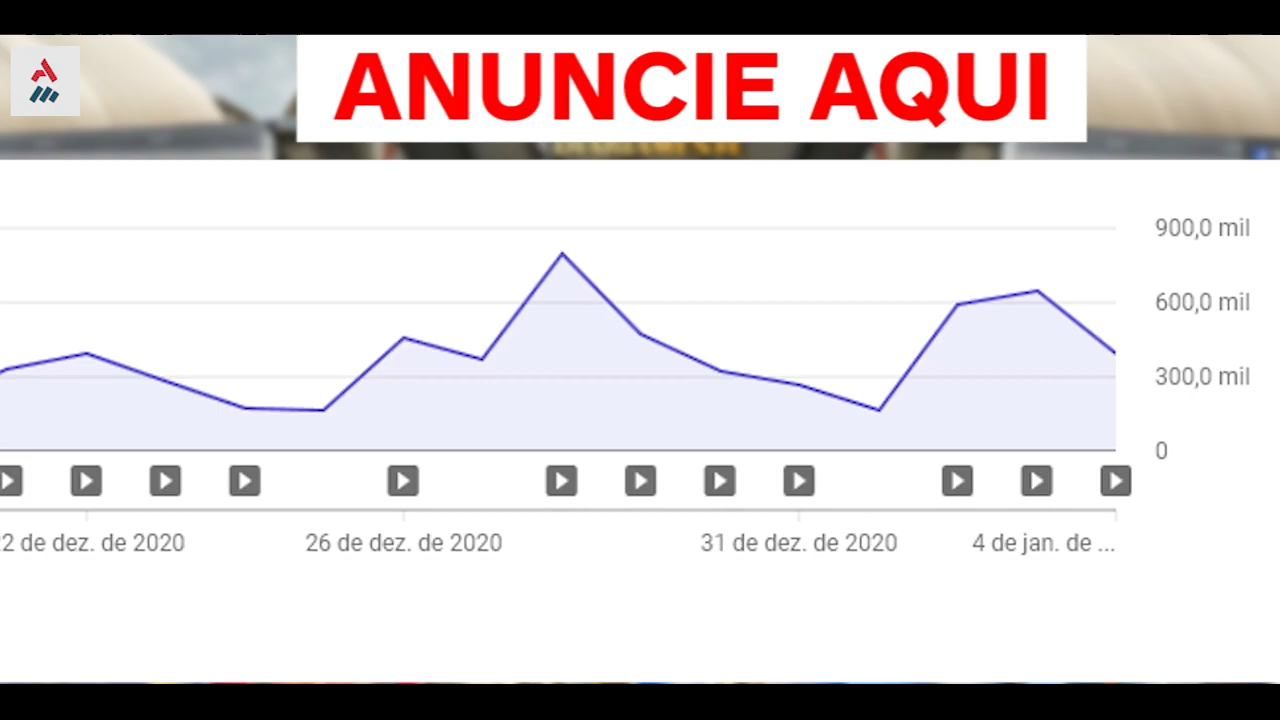 ANUNCIE AQUI
900,0 mil
600,0 mil
300,0 mil
0
22 de dez. de 2020
26 de dez. de 2020
31 de dez. de 2020
4 de jan. de ...